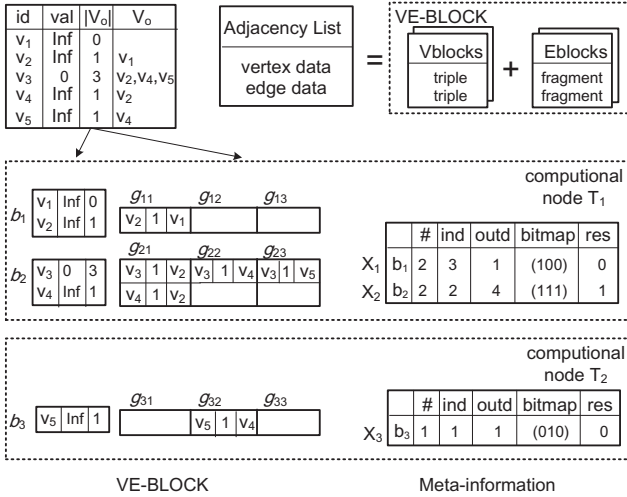 id val |Vo| Vo
v1 Inf 0
v2 Inf 1 v1
v3 0 3 v2,v4,v5
v4 Inf 1 v2
v5 Inf 1 v4
Adjacency List
vertex data
edge data
=
VE-BLOCK
Vblocks
triple
triple
+
Eblocks
fragment
fragment
computional
node T1
b1
v1 Inf 0
v2 Inf 1
g11 g12 g13
v2 1 v1
b2
v3 0 3
v4 Inf 1
g21 g22 g23
v3 1 v2 v3 1 v4 v3 1 v5
v4 1 v2
# ind outd bitmap res
X1 b1 2 3 1 (100) 0
X2 b2 2 2 4 (111) 1
computional
node T2
b3
v5 Inf 1
g31 g32 g33
v5 1 v4
# ind outd bitmap res
X3 b3 1 1 1 (010) 0
VE-BLOCK
Meta-information